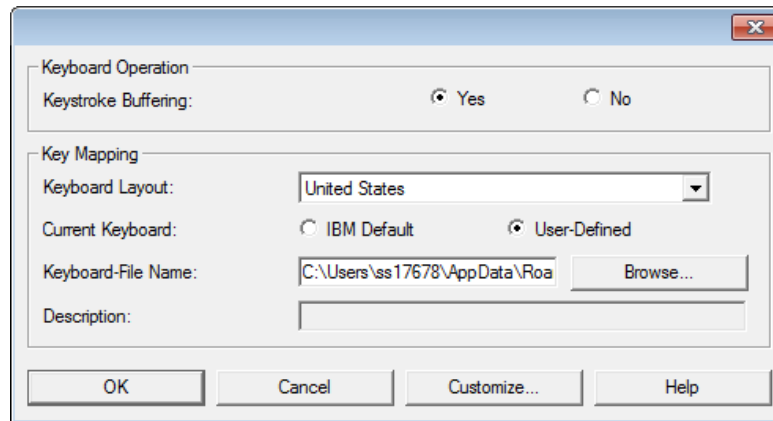 Keyboard Operation
Keystroke Buffering: Yes No
Key Mapping
Keyboard Layout: United States
Current Keyboard: IBM Default User-Defined
Keyboard-File Name: C:\Users\ss17678\AppData\Roa Browse...
Description:
OK Cancel Customize... Help